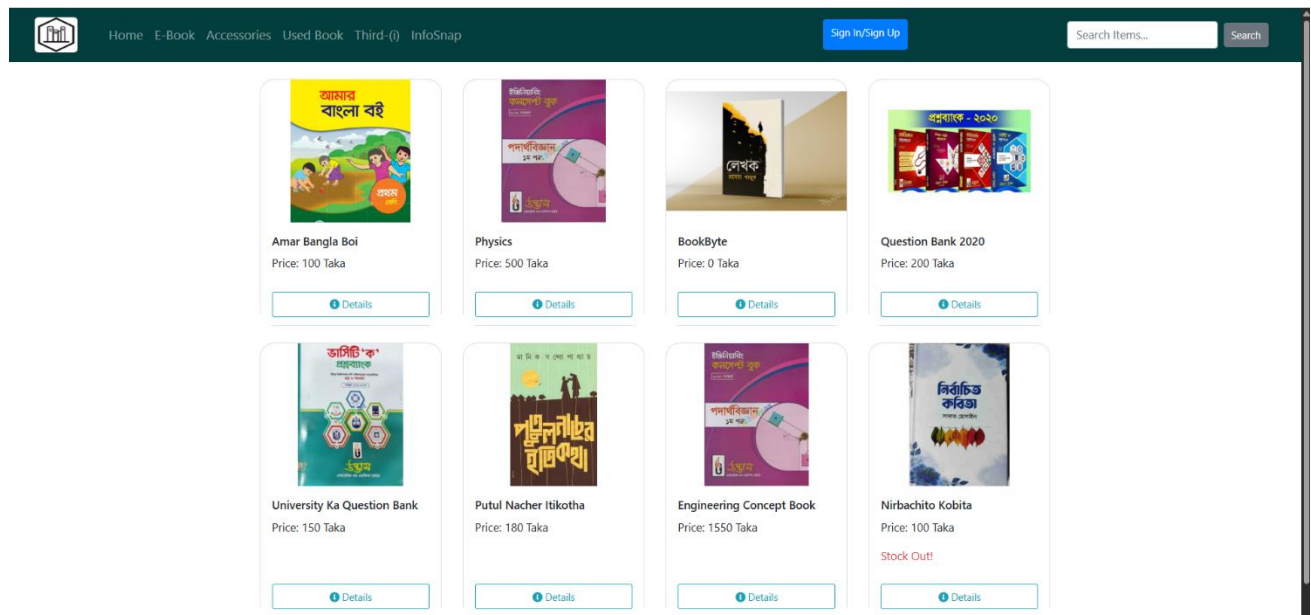 Home E-Book Accessories Used Book Third-(i) InfoSnap
Sign In/Sign Up
Search Items...
Search
আমার
বাংলা বই
প্রথম
শ্রেণি
Amar Bangla Boi
Price: 100 Taka
Details
ইঞ্জিনিয়ারিং
কনসেপ্ট বুক
পদার্থবিজ্ঞান
১ম পত্র
উদ্ভাস
Physics
Price: 500 Taka
Details
লেখক
BookByte
Price: 0 Taka
Details
প্রশ্নব্যাংক - ২০২০
Question Bank 2020
Price: 200 Taka
Details
ভার্সিটি 'ক'
প্রশ্নব্যাংক
উদ্ভাস
University Ka Question Bank
Price: 150 Taka
Details
মা নি ক ব ন্দ্যো পা ধ্যা য়
পুতুলনাচের
ইতিকথা
Putul Nacher Itikotha
Price: 180 Taka
Details
ইঞ্জিনিয়ারিং
কনসেপ্ট বুক
পদার্থবিজ্ঞান
১ম পত্র
উদ্ভাস
Engineering Concept Book
Price: 1550 Taka
Details
নির্বাচিত
কবিতা
সাদাত হোসাইন
Nirbachito Kobita
Price: 100 Taka
Stock Out!
Details